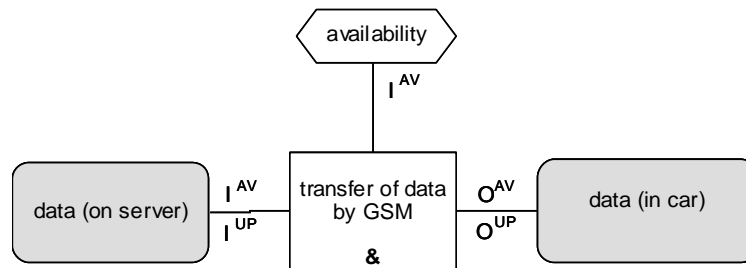 availability
I AV
data (on server)
I AV
I UP
transfer of data
by GSM
&
O AV
O UP
data (in car)